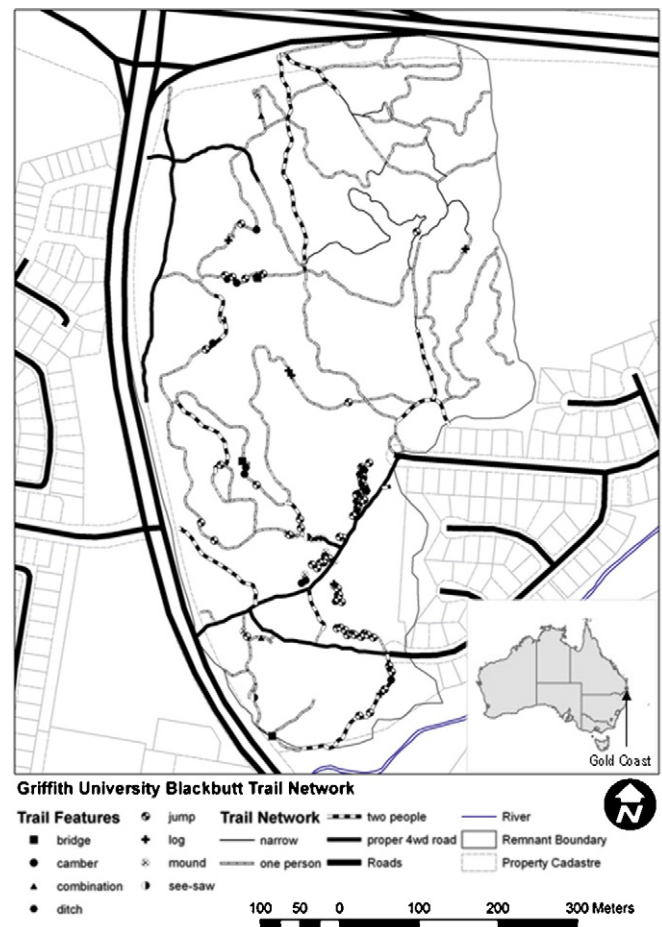 Gold Coast
Griffith University Blackbutt Trail Network
Trail Features
bridge
camber
combination
ditch
jump
log
mound
see-saw
Trail Network
narrow
one person
two people
proper 4wd road
Roads
River
Remnant Boundary
Property Cadastre
N
100 50 0 100 200 300 Meters